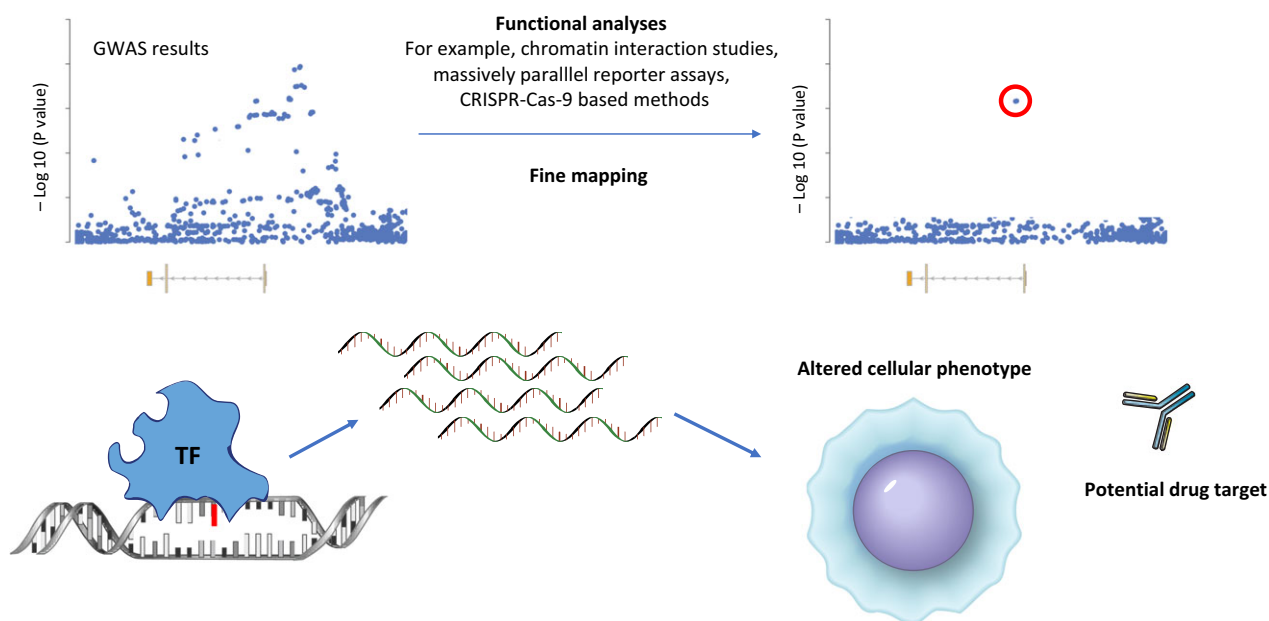 GWAS results
– Log 10 (P value)
Functional analyses
For example, chromatin interaction studies,
massively paralllel reporter assays,
CRISPR-Cas-9 based methods
Fine mapping
– Log 10 (P value)
TF
Altered cellular phenotype
Potential drug target